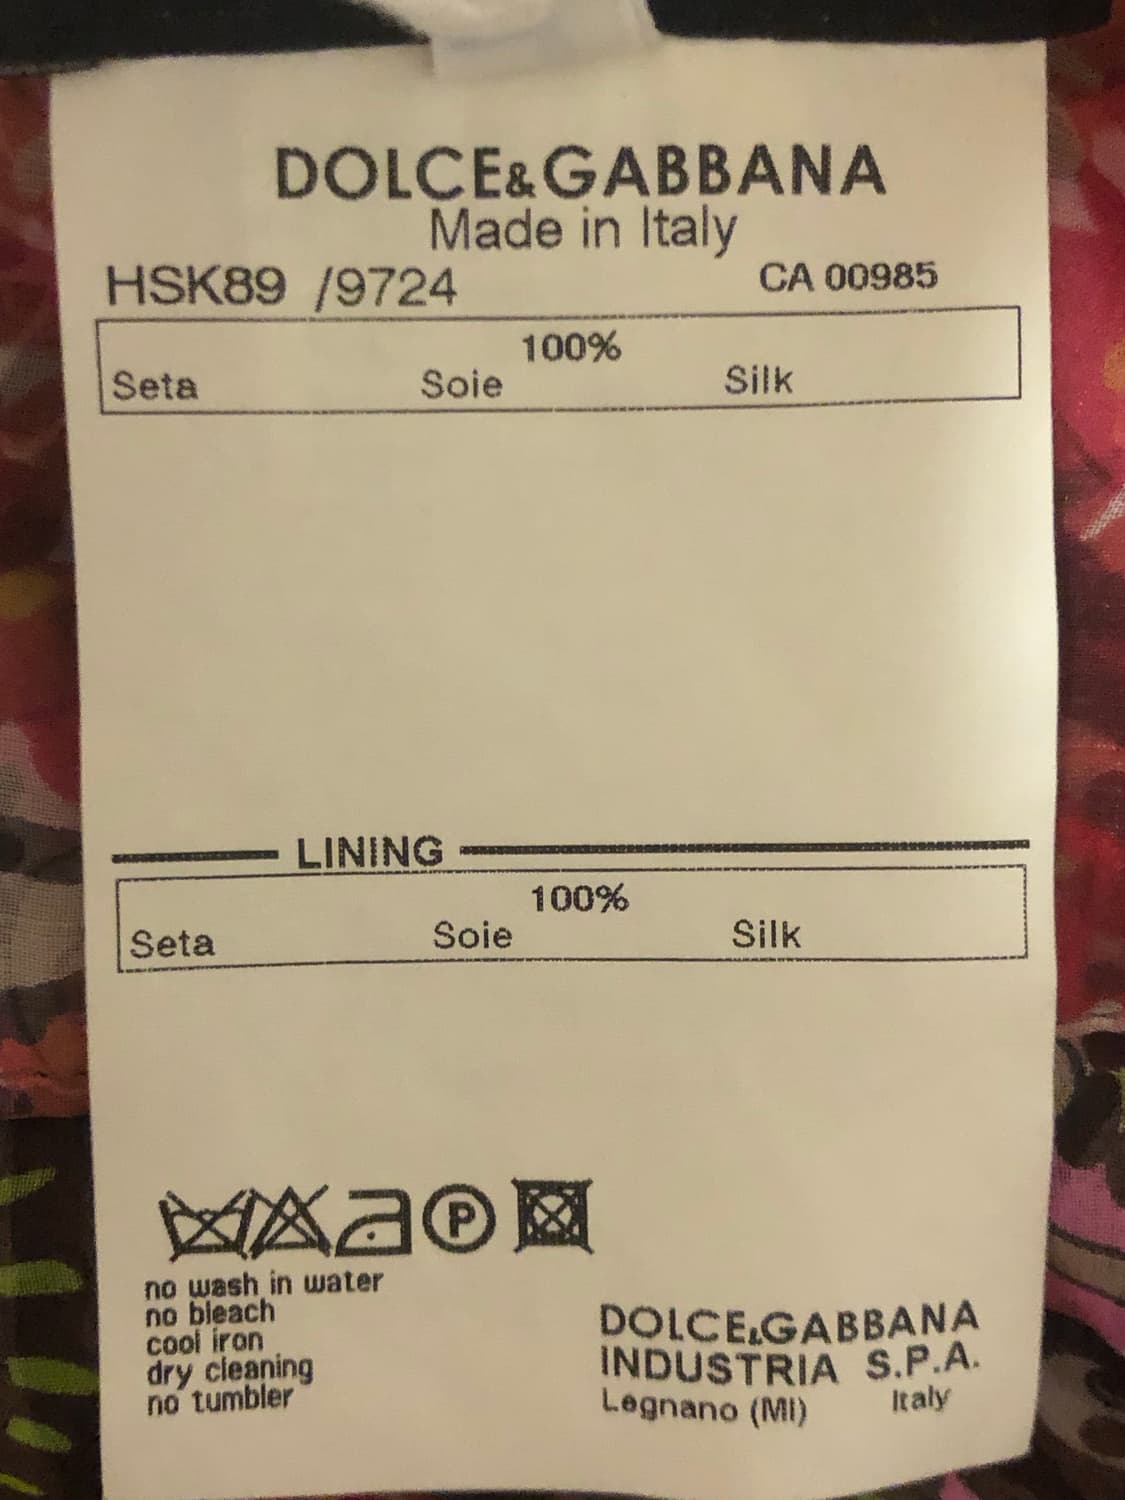 DOLCE&GABBANA
Made in Italy
HSK89 /9724 CA 00985
100%
Seta Soie Silk
LINING
100%
Seta Soie Silk
P
no wash in water
no bleach
cool iron
dry cleaning
no tumbler
DOLCE&GABBANA
INDUSTRIA S.P.A.
Legnano (MI) Italy